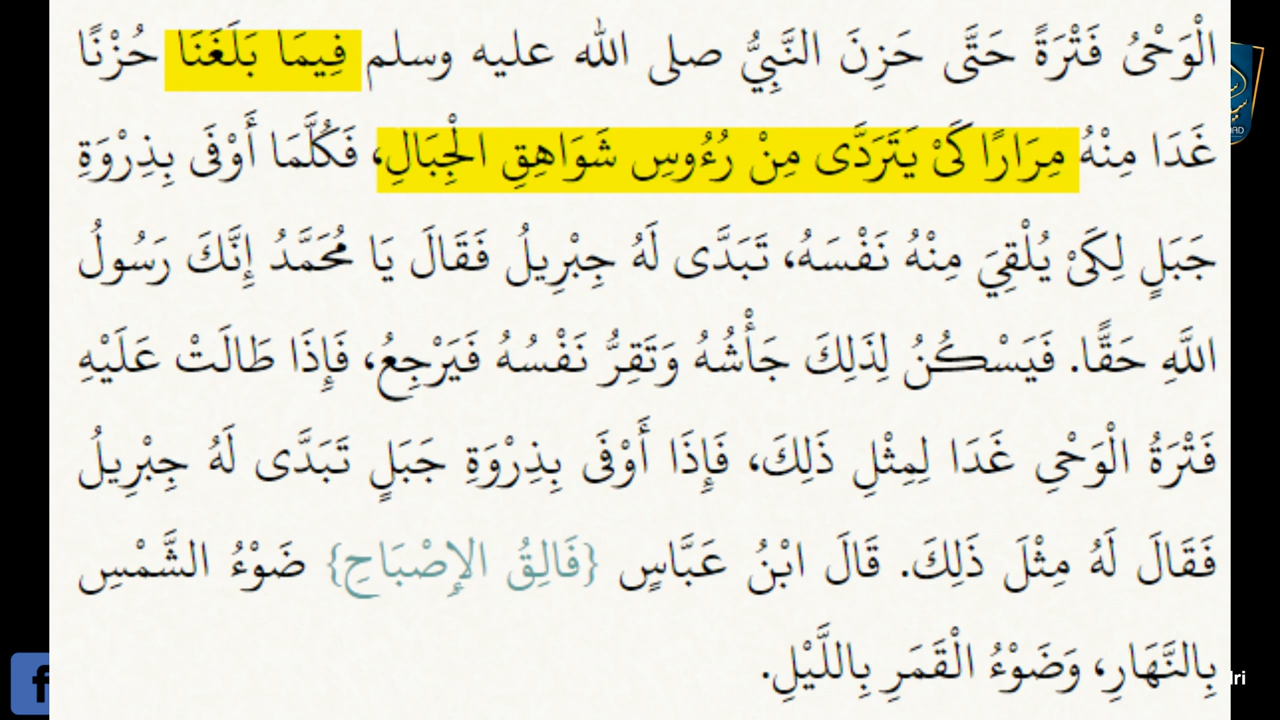 الْوَحْىُ فَتْرَةً حَتَّى حَزِنَ النَّبِيُّ صلى الله عليه وسلم فِيمَا بَلَغَنَا حُزْنًا
غَدَا مِنْهُ مِرَارًا كَىْ يَتَرَدَّى مِنْ رُءُوسِ شَوَاهِقِ الْجِبَالِ، فَكُلَّمَا أَوْفَى بِذِرْوَةِ
جَبَلٍ لِكَىْ يُلْقِيَ مِنْهُ نَفْسَهُ، تَبَدَّى لَهُ جِبْرِيلُ فَقَالَ يَا مُحَمَّدُ إِنَّكَ رَسُولُ
اللَّهِ حَقًّا. فَيَسْكُنُ لِذَلِكَ جَأْشُهُ وَتَقِرُّ نَفْسُهُ فَيَرْجِعُ، فَإِذَا طَالَتْ عَلَيْهِ
فَتْرَةُ الْوَحْىِ غَدَا لِمِثْلِ ذَلِكَ، فَإِذَا أَوْفَى بِذِرْوَةِ جَبَلٍ تَبَدَّى لَهُ جِبْرِيلُ
فَقَالَ لَهُ مِثْلَ ذَلِكَ. قَالَ ابْنُ عَبَّاسٍ {فَالِقُ الإِصْبَاحِ} ضَوْءُ الشَّمْسِ
بِالنَّهَارِ، وَضَوْءُ الْقَمَرِ بِاللَّيْلِ.